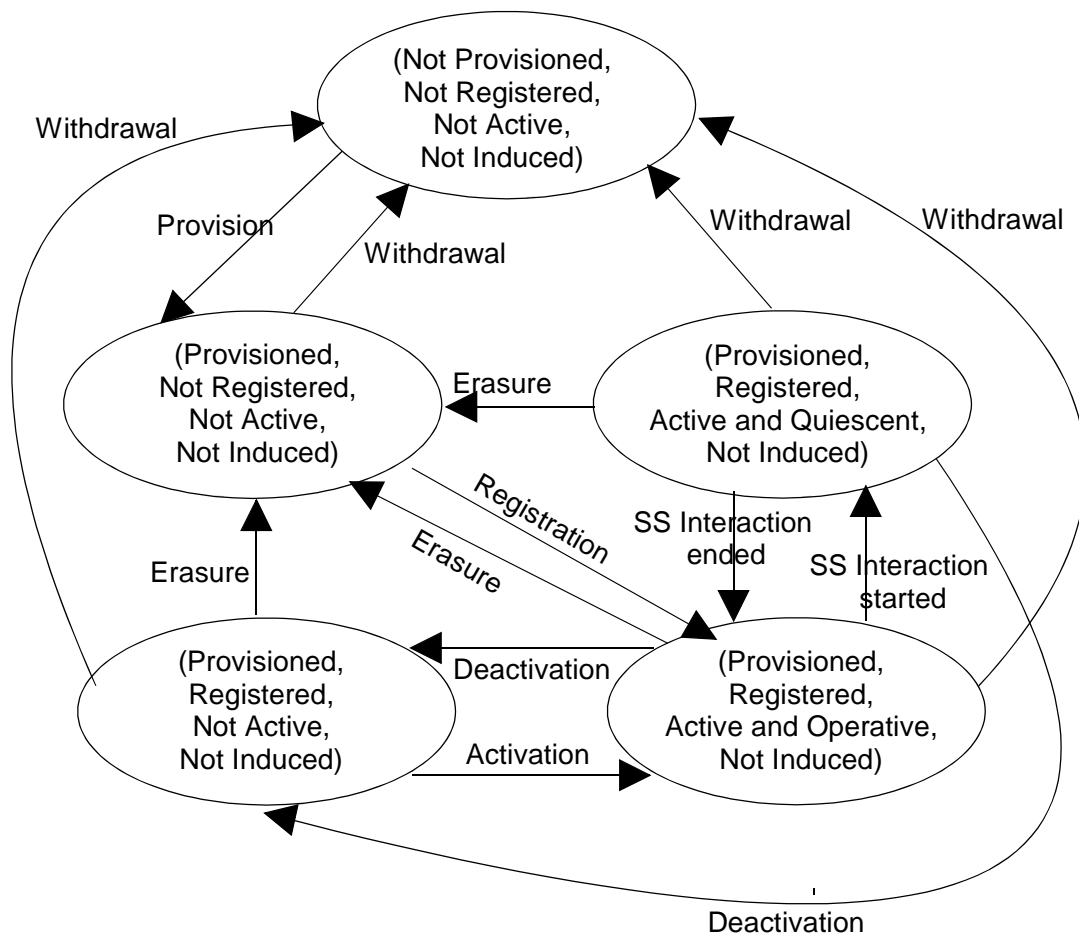 (Not Provisioned,
Not Registered,
Not Active,
Not Induced)
Withdrawal
Provision
Withdrawal
Withdrawal
Withdrawal
(Provisioned,
Not Registered,
Not Active,
Not Induced)
Erasure
(Provisioned,
Registered,
Active and Quiescent,
Not Induced)
Registration
Erasure
SS Interaction
ended
SS Interaction
started
Erasure
(Provisioned,
Registered,
Not Active,
Not Induced)
Deactivation
Activation
(Provisioned,
Registered,
Active and Operative,
Not Induced)
Deactivation